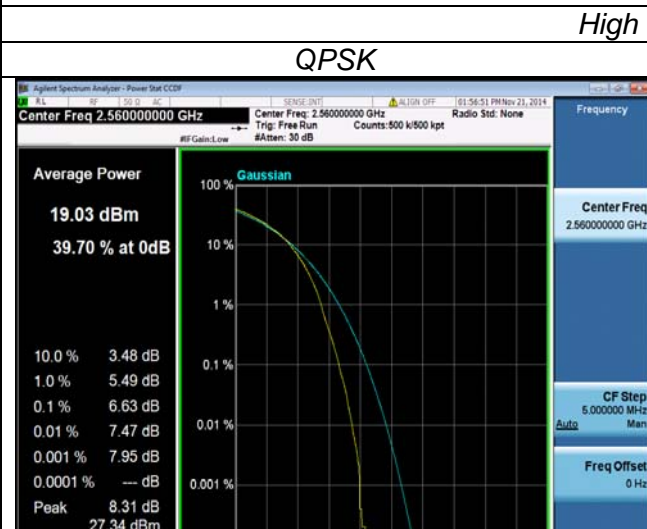 High
QPSK
Agilent Spectrum Analyzer - Power Stat CCDF
RL RF 50 Ω AC SENSE:INT ALIGN OFF 01:56:51 PM Nov 21, 2014
Center Freq 2.560000000 GHz
Center Freq: 2.560000000 GHz Radio Std: None
Trig: Free Run Counts:500 k/500 kpt
#IFGain:Low #Atten: 30 dB
Frequency
Average Power
19.03 dBm
39.70 % at 0dB
10.0 % 3.48 dB
1.0 % 5.49 dB
0.1 % 6.63 dB
0.01 % 7.47 dB
0.001 % 7.95 dB
0.0001 % --- dB
Peak 8.31 dB
27.34 dBm
Gaussian
100 %
10 %
1 %
0.1 %
0.01 %
0.001 %
Center Freq
2.560000000 GHz
CF Step
5.000000 MHz
Auto Man
Freq Offset
0 Hz